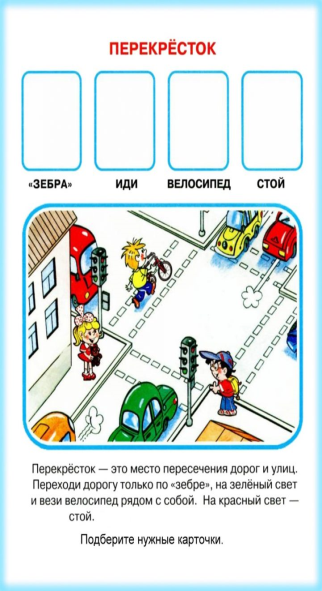 ПЕРЕКРЁСТОК
«ЗЕБРА» ИДИ ВЕЛОСИПЕД СТОЙ
Перекрёсток — это место пересечения дорог и улиц.
Переходи дорогу только по «зебре», на зелёный свет
и вези велосипед рядом с собой. На красный свет —
стой.
Подберите нужные карточки.